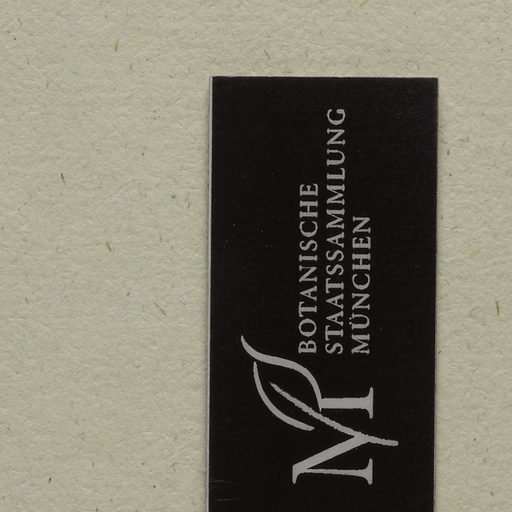 M
BOTANISCHE
STAATSSAMMLUNG
MÜNCHEN